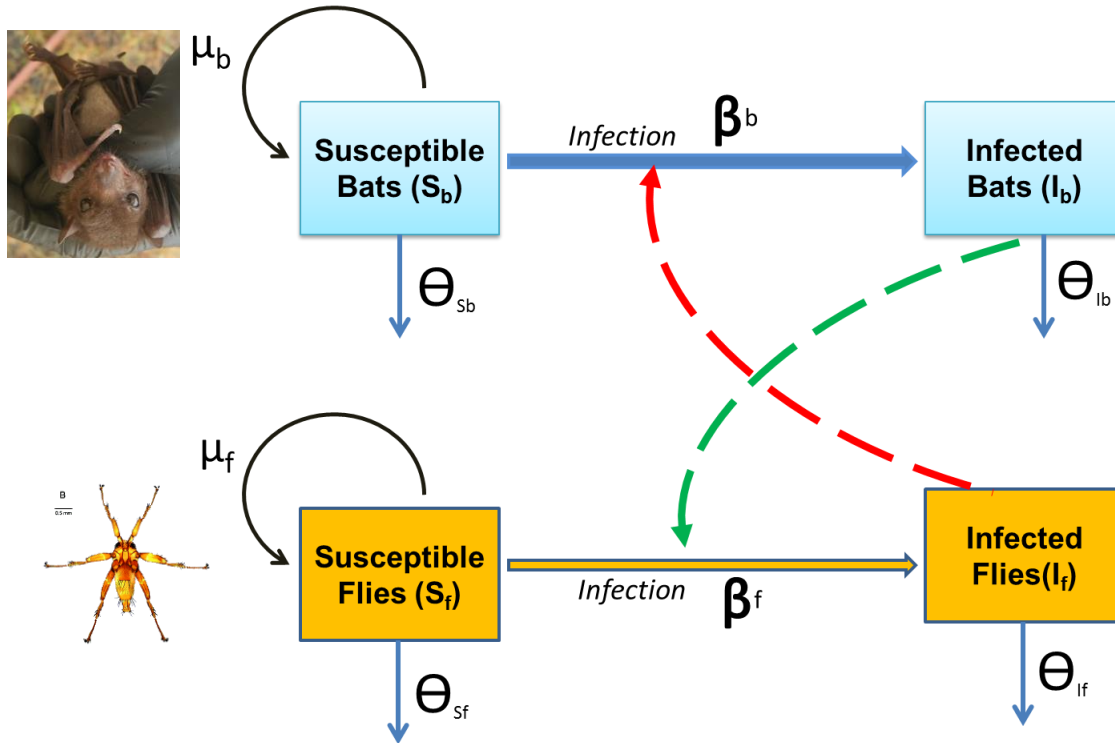 μb
Susceptible
Bats (Sb)
Infection
βb
Infected
Bats (Ib)
ϴSb
ϴIb
μf
B
0.5 mm
Susceptible
Flies (Sf)
Infection
βf
Infected
Flies(If)
ϴSf
ϴIf